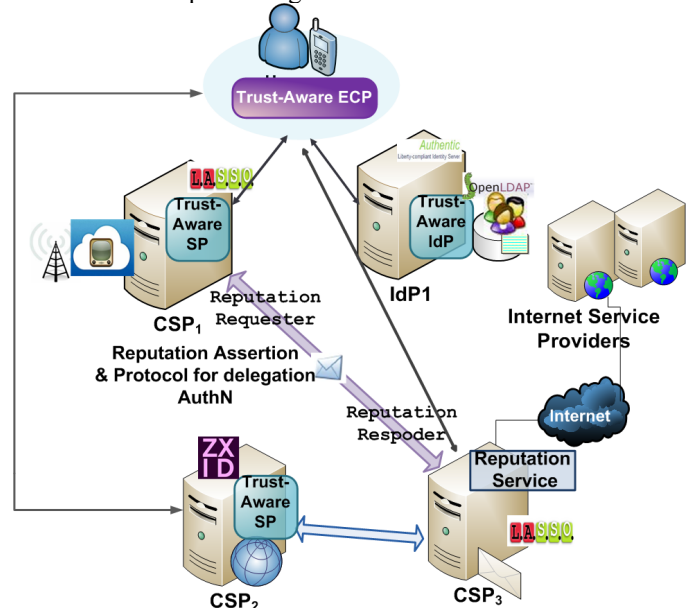 Trust-Aware ECP
Authentic
Liberty-compliant Identity Server
L.A.S.S.O.
OpenLDAP
Trust-
Aware
SP
Trust-
Aware
IdP
CSP1
IdP1
Internet Service
Providers
Reputation
Requester
Reputation Assertion
& Protocol for delegation
AuthN
Reputation
Respoder
Internet
Reputation
Service
ZX
ID
Trust-
Aware
SP
L.A.S.S.O.
CSP2
CSP3